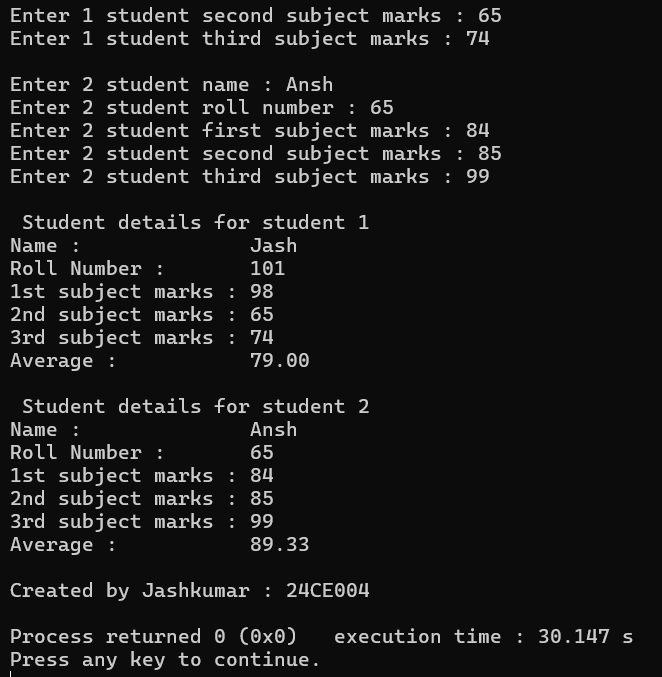 Enter 1 student second subject marks : 65
Enter 1 student third subject marks : 74

Enter 2 student name : Ansh
Enter 2 student roll number : 65
Enter 2 student first subject marks : 84
Enter 2 student second subject marks : 85
Enter 2 student third subject marks : 99

 Student details for student 1
Name :              Jash
Roll Number :       101
1st subject marks : 98
2nd subject marks : 65
3rd subject marks : 74
Average :           79.00

 Student details for student 2
Name :              Ansh
Roll Number :       65
1st subject marks : 84
2nd subject marks : 85
3rd subject marks : 99
Average :           89.33

Created by Jashkumar : 24CE004

Process returned 0 (0x0)   execution time : 30.147 s
Press any key to continue.